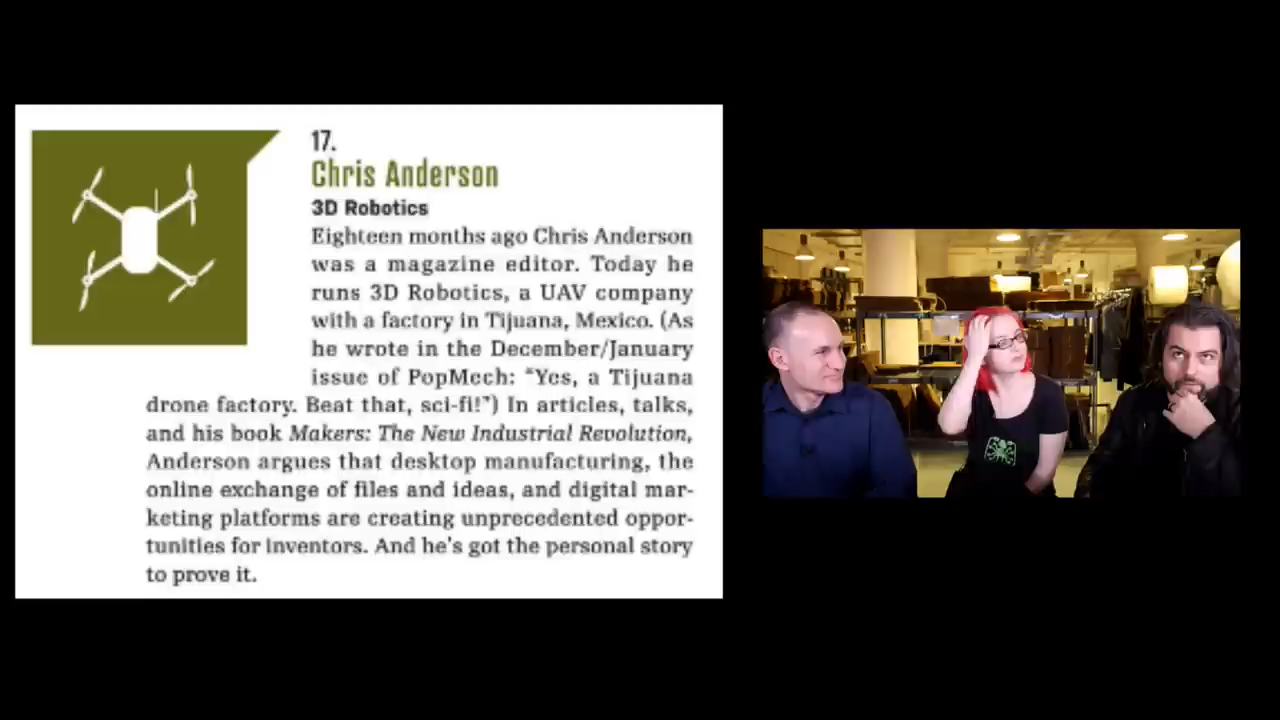 17.
Chris Anderson
3D Robotics
Eighteen months ago Chris Anderson
was a magazine editor. Today he
runs 3D Robotics, a UAV company
with a factory in Tijuana, Mexico. (As
he wrote in the December/January
issue of PopMech: "Yes, a Tijuana
drone factory. Beat that, sci-fi!") In articles, talks,
and his book Makers: The New Industrial Revolution,
Anderson argues that desktop manufacturing, the
online exchange of files and ideas, and digital mar-
keting platforms are creating unprecedented oppor-
tunities for inventors. And he's got the personal story
to prove it.